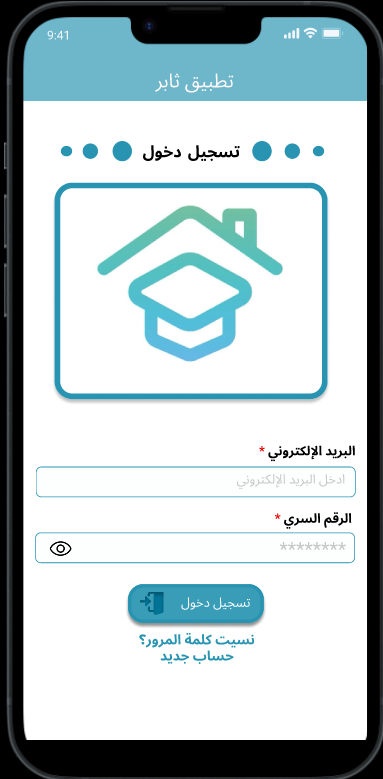 9:41
تطبيق ثابر
تسجيل دخول
البريد الإلكتروني *
ادخل البريد الإلكتروني
الرقم السري *
********
تسجيل دخول
نسيت كلمة المرور؟
حساب جديد